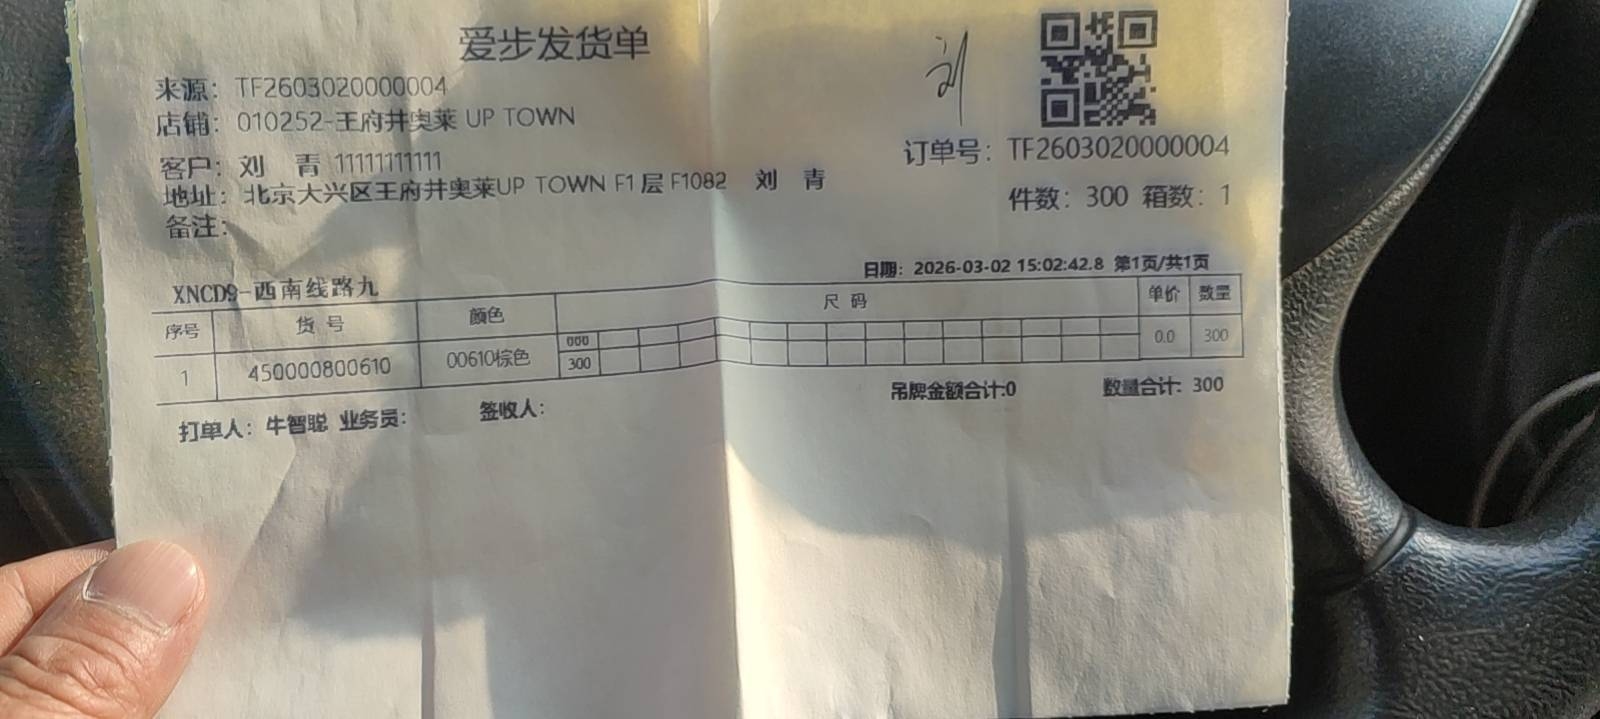 爱步发货单
刘
来源：TF2603020000004
店铺：010252-王府井奥莱 UP TOWN
客户：刘 青 11111111111
订单号：TF2603020000004
地址：北京大兴区王府井奥莱UP TOWN F1 层 F1082 刘 青
件数：300 箱数：1
备注：
日期：2026-03-02 15:02:42.8 第1页/共1页
XNCD9-西南线路九
序号 货 号 颜色 尺 码 单价 数量
000
1 450000800610 00610棕色 300 0.0 300
吊牌金额合计:0 数量合计：300
打单人：牛智聪 业务员： 签收人：